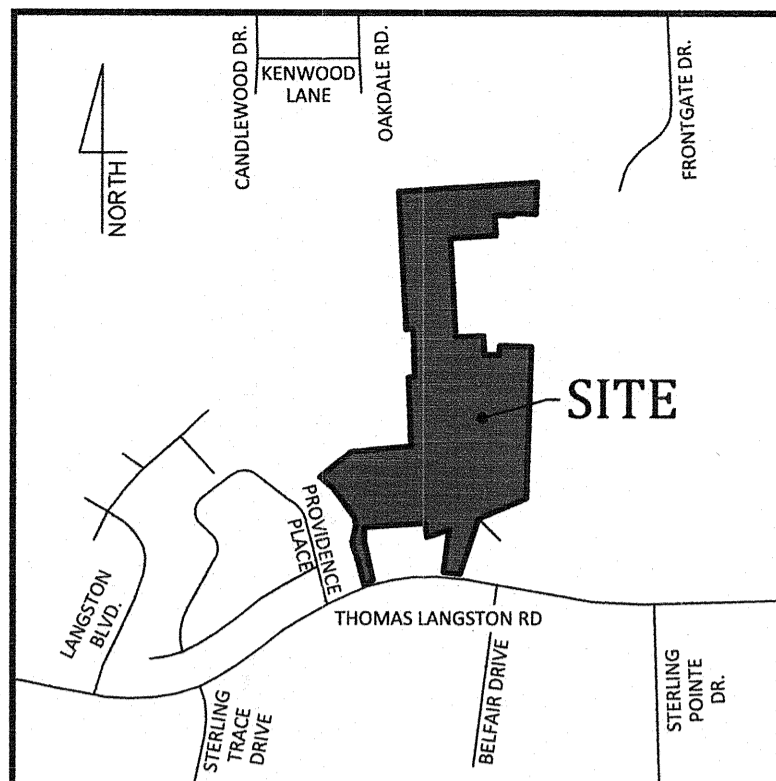 CANDLEWOOD DR.
KENWOOD
LANE
OAKDALE RD.
FRONTGATE DR.
NORTH
SITE
PROVIDENCE
PLACE
LANGSTON
BLVD.
THOMAS LANGSTON RD
STERLING
TRACE
DRIVE
BELFAIR DRIVE
STERLING
POINTE
DR.